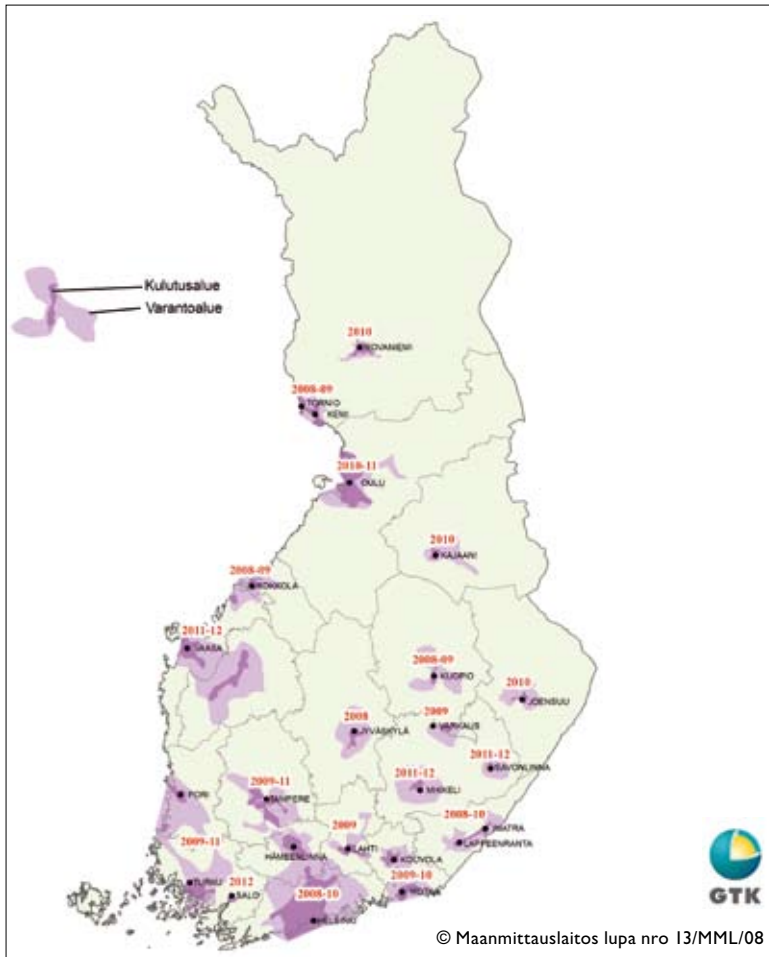 Kulutusalue
Varantoalue
2010
ROVANIEMI
2008-09
TORNIO
KEMI
2010-11
OULU
2010
KAJAANI
2008-09
KOKKOLA
2011-12
VAASA
2008-09
KUOPIO
2010
JOENSUU
2008
JYVÄSKYLÄ
2009
VARKAUS
2011-12
SAVONLINNA
2011-12
MIKKELI
2009-11
TAMPERE
PORI
2008-10
IMATRA
LAPPEENRANTA
2009
LAHTI
HÄMEENLINNA
KOUVOLA
2009-11
TURKU
2012
SALO
2008-10
HELSINKI
2009-10
GTK
© Maanmittauslaitos lupa nro 13/MML/08